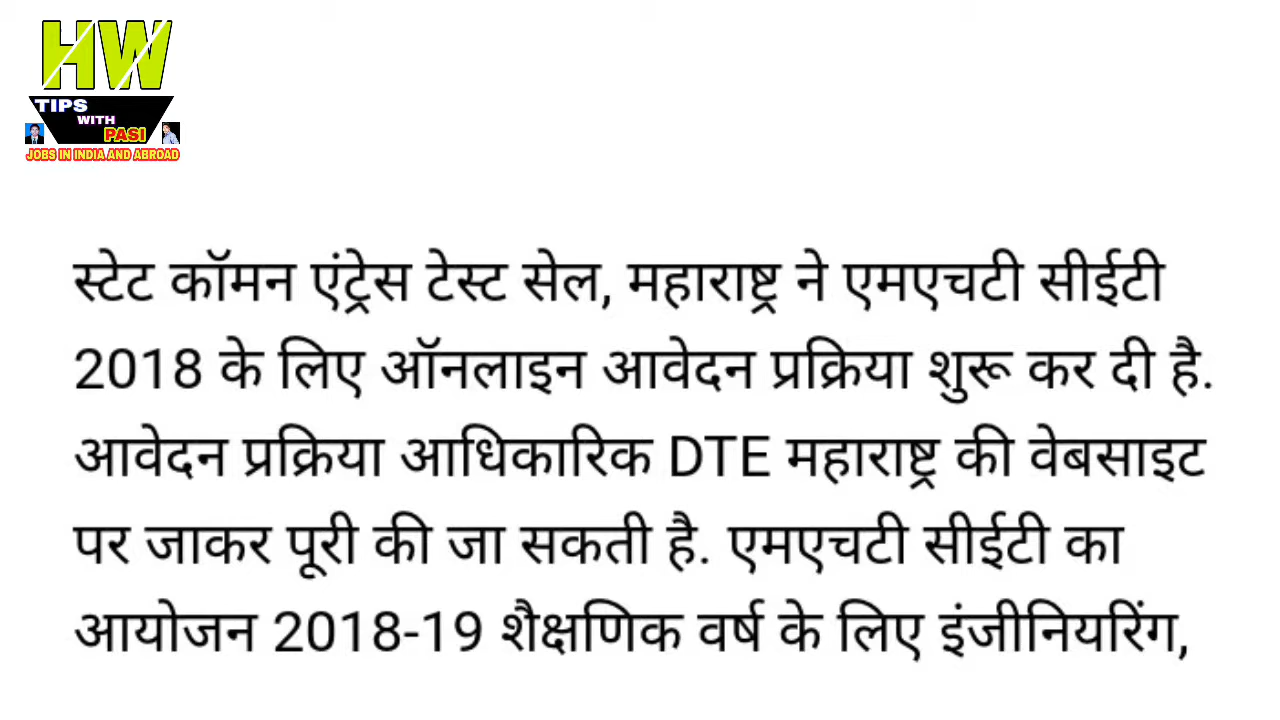 HW
TIPS
WITH
PASI
JOBS IN INDIA AND ABROAD
स्टेट कॉमन एंट्रेस टेस्ट सेल, महाराष्ट्र ने एमएचटी सीईटी
2018 के लिए ऑनलाइन आवेदन प्रक्रिया शुरू कर दी है.
आवेदन प्रक्रिया आधिकारिक DTE महाराष्ट्र की वेबसाइट
पर जाकर पूरी की जा सकती है. एमएचटी सीईटी का
आयोजन 2018-19 शैक्षणिक वर्ष के लिए इंजीनियरिंग,